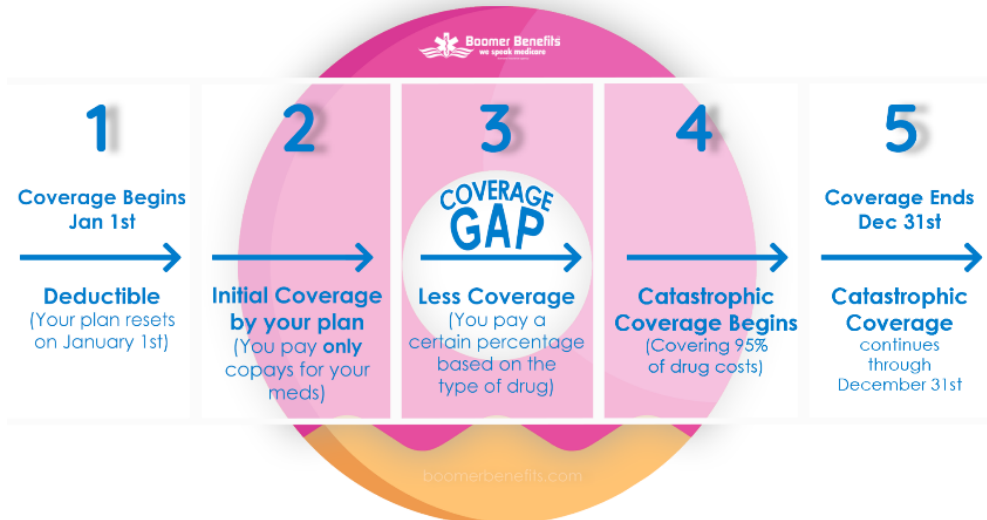 Boomer Benefits
we speak medicare
1
Coverage Begins
Jan 1st
Deductible
(Your plan resets
on January 1st)
2
Initial Coverage
by your plan
(You pay only
copays for your
meds)
3
COVERAGE
GAP
Less Coverage
(You pay a
certain percentage
based on the
type of drug)
4
Catastrophic
Coverage Begins
(Covering 95%
of drug costs)
5
Coverage Ends
Dec 31st
Catastrophic
Coverage
continues
through
December 31st
boomerbenefits.com